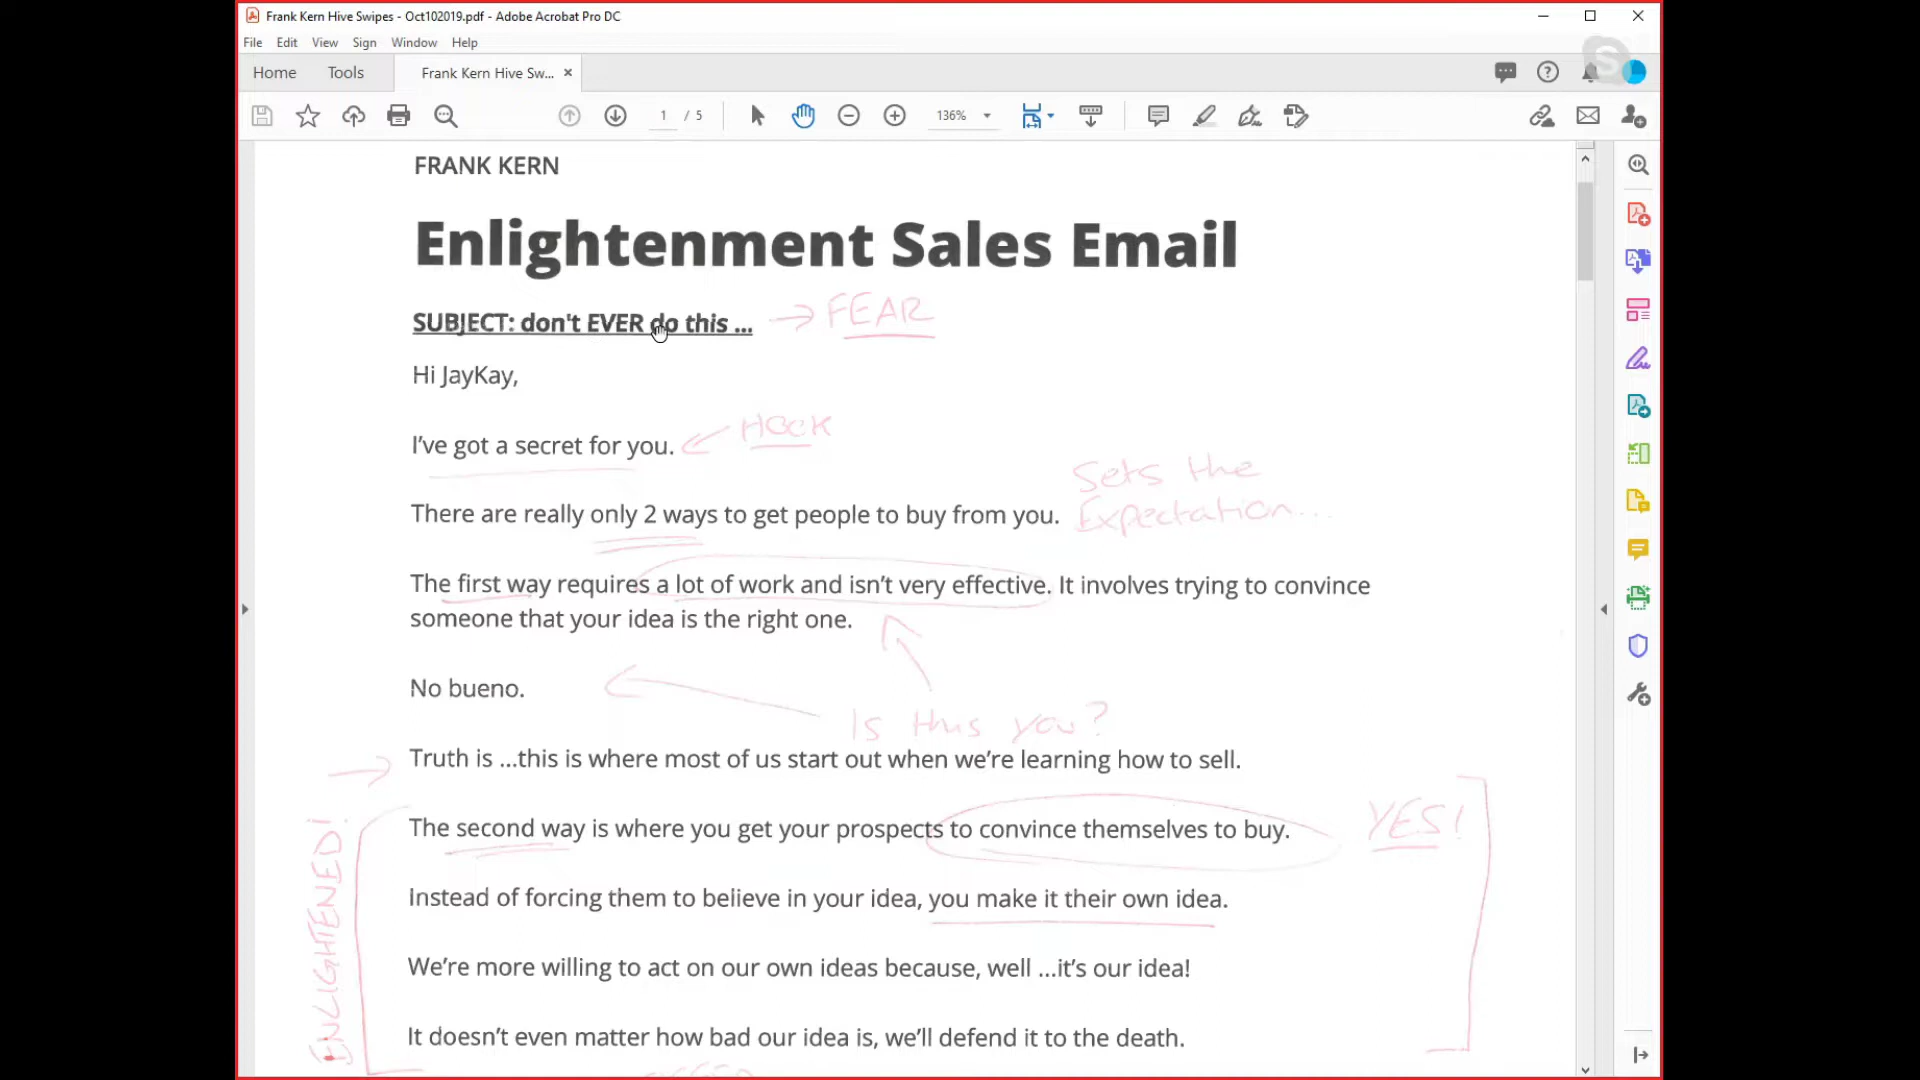 Frank Kern Hive Swipes - Oct102019.pdf - Adobe Acrobat Pro DC
File Edit View Sign Window Help
Home Tools Frank Kern Hive Sw... ×
1 / 5 136%
FRANK KERN
Enlightenment Sales Email
SUBJECT: don't EVER do this ... → FEAR
Hi JayKay,
I've got a secret for you. HOOK
Sets the
There are really only 2 ways to get people to buy from you. Expectation...
The first way requires a lot of work and isn't very effective. It involves trying to convince
someone that your idea is the right one.
No bueno.
Is this you?
Truth is ...this is where most of us start out when we're learning how to sell.
The second way is where you get your prospects to convince themselves to buy. YES!
ENLIGHTENED!
Instead of forcing them to believe in your idea, you make it their own idea.
We're more willing to act on our own ideas because, well ...it's our idea!
It doesn't even matter how bad our idea is, we'll defend it to the death.